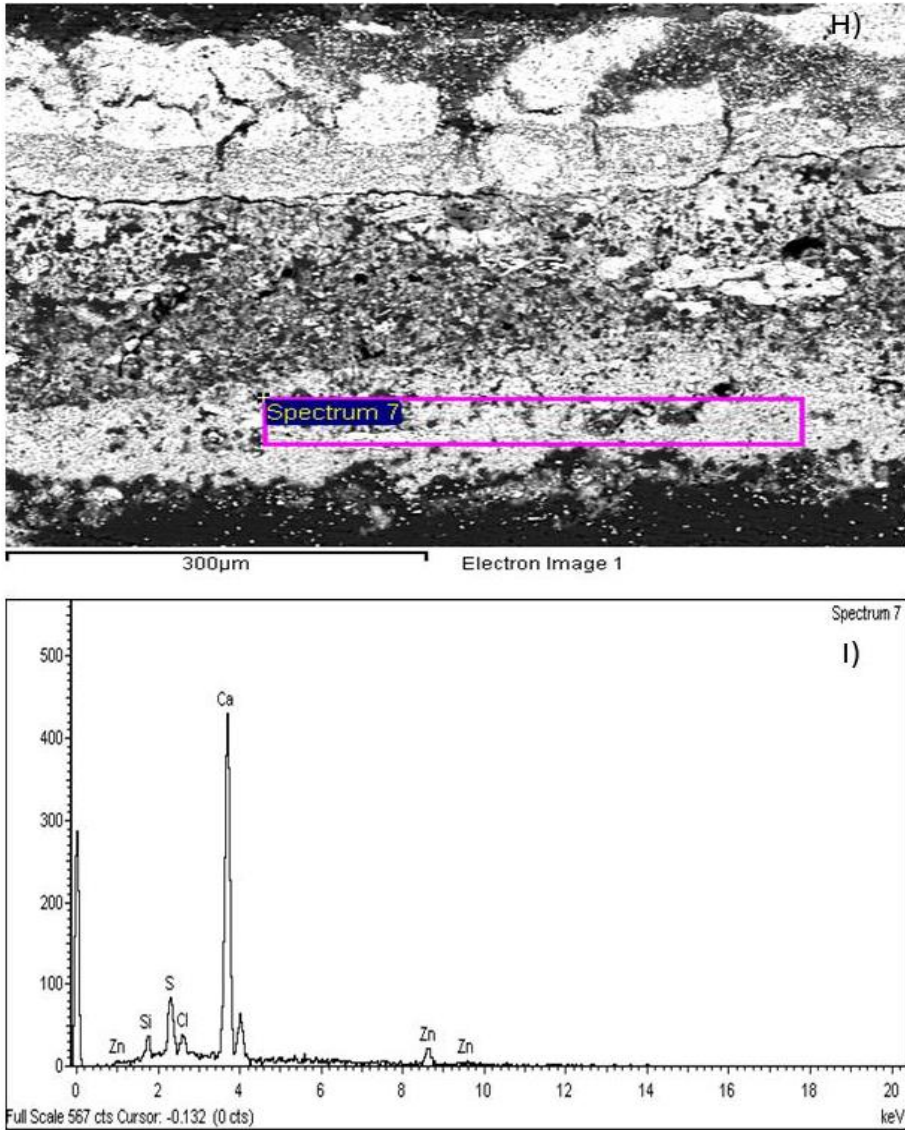 H)
Spectrum 7
300µm Electron Image 1
Spectrum 7
I)
500
Ca
400
300
200
100
S
Si
Cl
Zn
Zn
Zn
0
0 2 4 6 8 10 12 14 16 18 20
Full Scale 567 cts Cursor: -0.132 (0 cts) keV